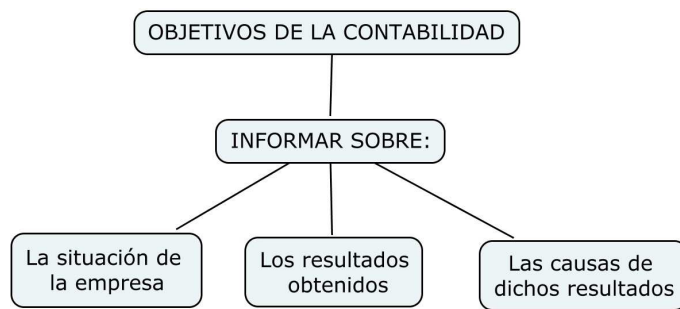 OBJETIVOS DE LA CONTABILIDAD
INFORMAR SOBRE:
La situación de
la empresa
Los resultados
obtenidos
Las causas de
dichos resultados